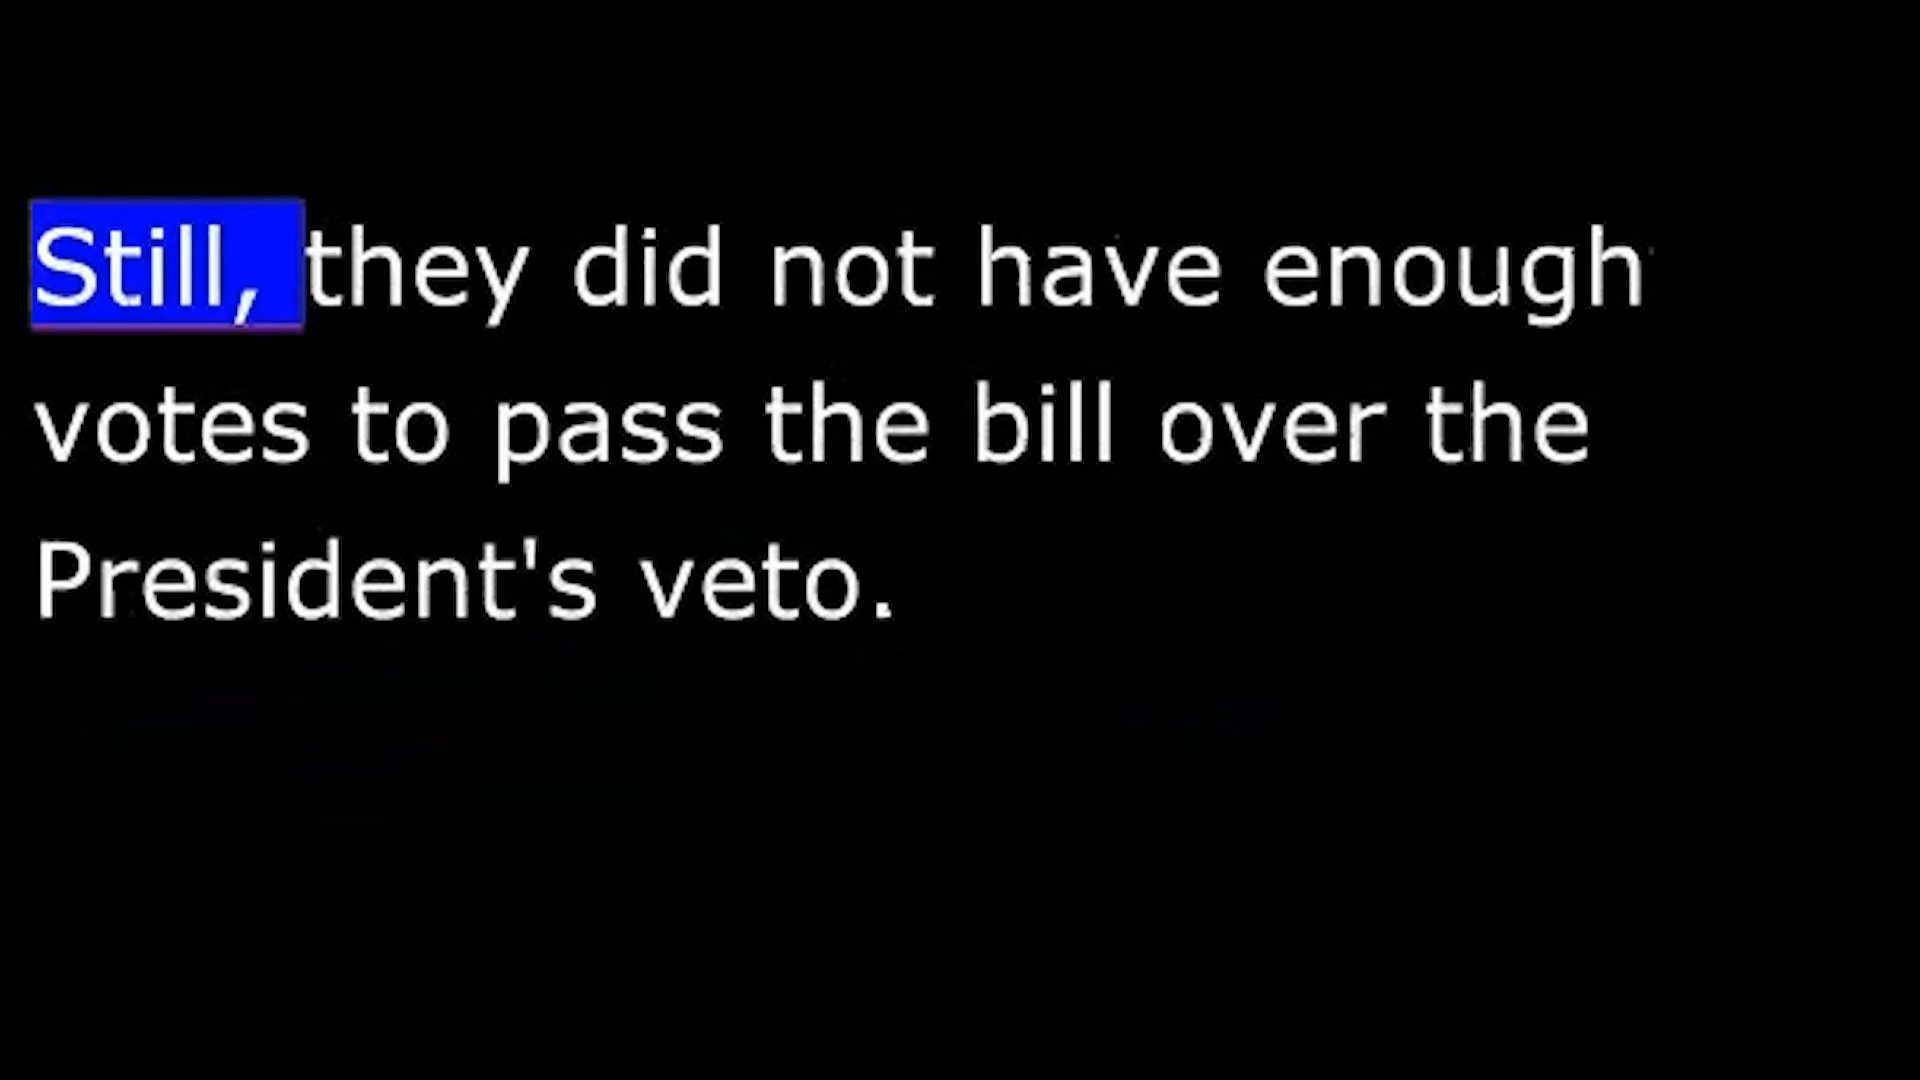 Still, they did not have enough
votes to pass the bill over the
President's veto.